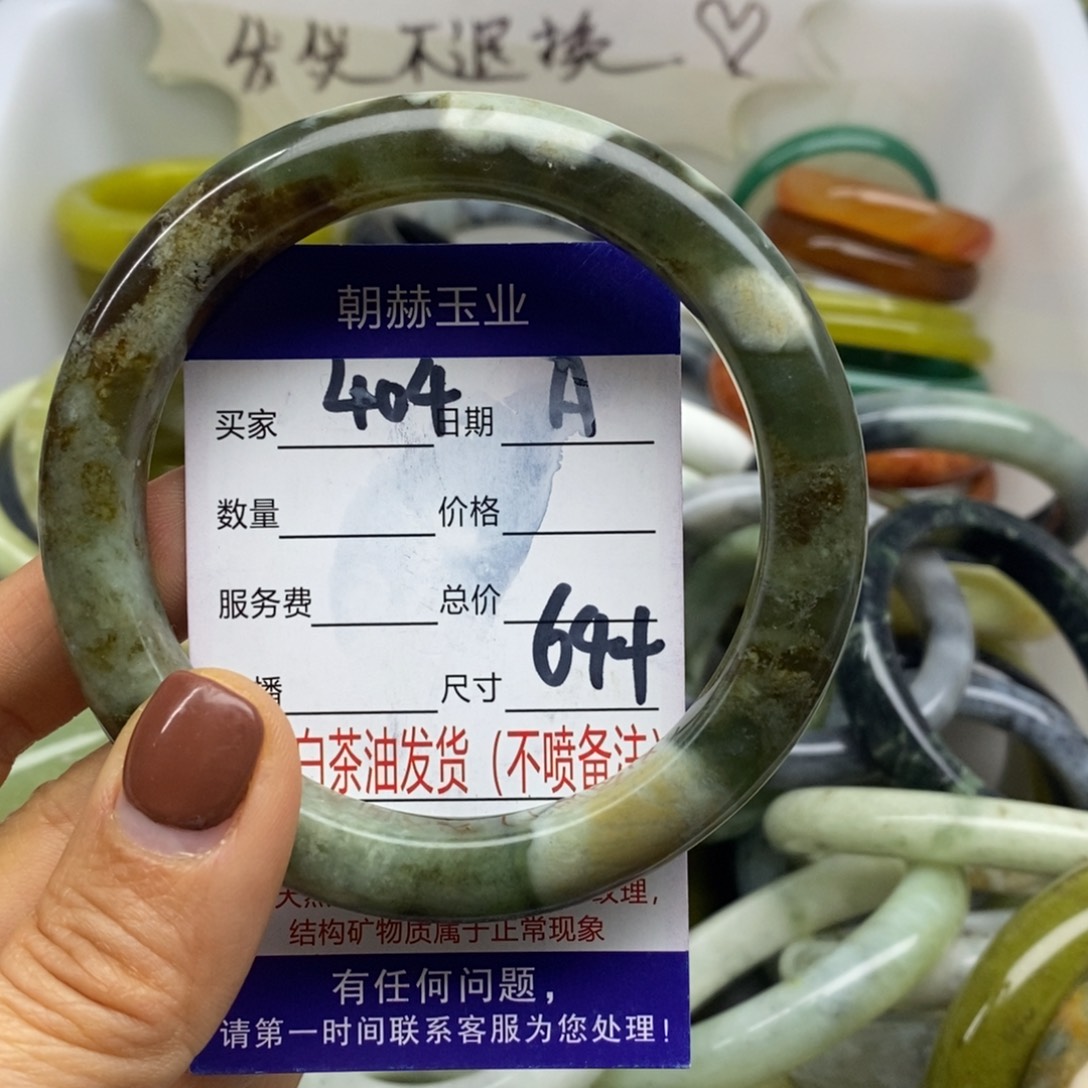 不退换
朝赫玉业
买家 404 日期 A
数量 价格
服务费 总价
播 尺寸 644
白茶油发货(不喷备注)
纹理,
结构矿物质属于正常现象
有任何问题,
请第一时间联系客服为您处理!